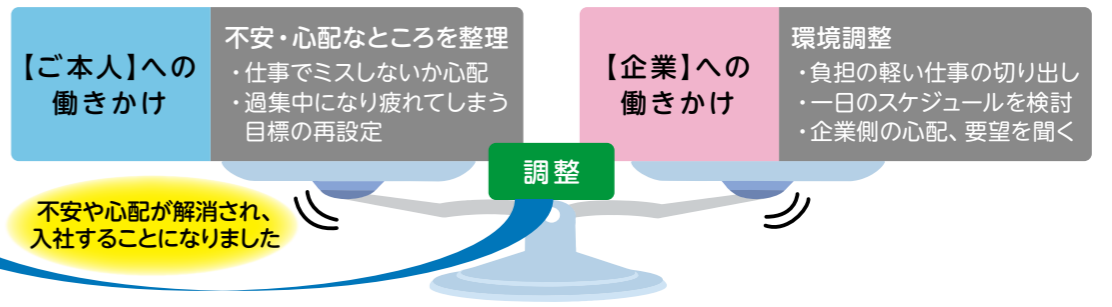 【ご本人】への
働きかけ
不安・心配なところを整理
・仕事でミスしないか心配
・過集中になり疲れてしまう
目標の再設定
【企業】への
働きかけ
環境調整
・負担の軽い仕事の切り出し
・一日のスケジュールを検討
・企業側の心配、要望を聞く
調整
不安や心配が解消され、
入社することになりました